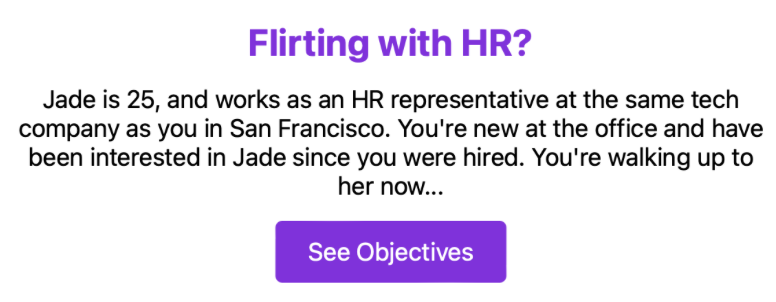 Flirting with HR?
Jade is 25, and works as an HR representative at the same tech
company as you in San Francisco. You're new at the office and have
been interested in Jade since you were hired. You're walking up to
her now...
See Objectives